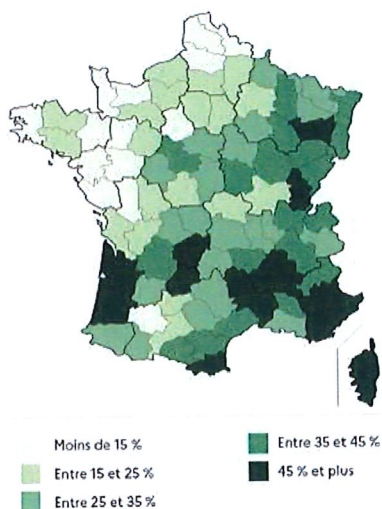 Moins de 15 %
Entre 15 et 25 %
Entre 25 et 35 %
Entre 35 et 45 %
45 % et plus